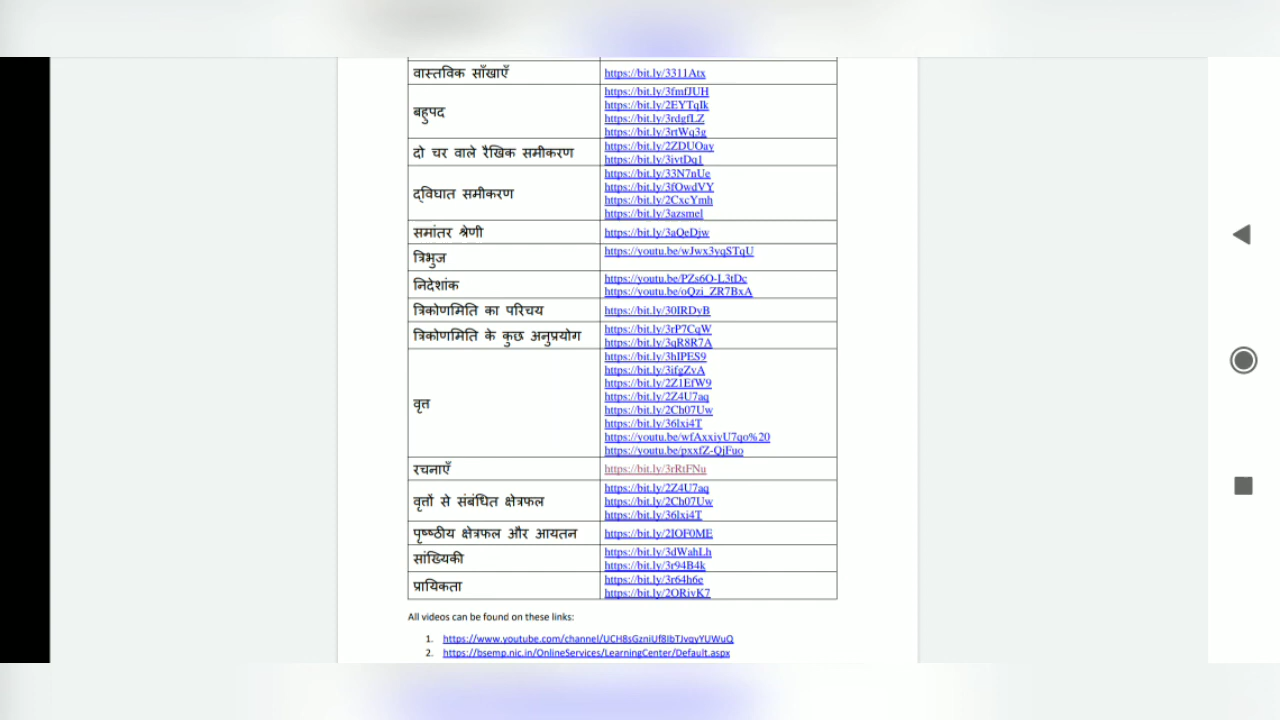 वास्तविक सँखाएँ https://bit.ly/3311Atx
बहुपद https://bit.ly/3fmfJUH
https://bit.ly/2EYTqIk
https://bit.ly/3rdgfLZ
https://bit.ly/3rtWq3g
दो चर वाले रैखिक समीकरण https://bit.ly/2ZDUOay
https://bit.ly/3ivtDq1
द्विघात समीकरण https://bit.ly/33N7nUe
https://bit.ly/3fOwdVY
https://bit.ly/2CxcYmh
https://bit.ly/3azsmel
समांतर श्रेणी https://bit.ly/3aQeDjw
त्रिभुज https://youtu.be/wJwx3yqSTqU
निदेशांक https://youtu.be/PZs6O-L3tDc
https://youtu.be/oQzi_ZR7BxA
त्रिकोणमिति का परिचय https://bit.ly/30IRDyB
त्रिकोणमिति के कुछ अनुप्रयोग https://bit.ly/3rP7CqW
https://bit.ly/3qR8R7A
वृत्त https://bit.ly/3hIPES9
https://bit.ly/3ifgZvA
https://bit.ly/2Z1EfW9
https://bit.ly/2Z4U7aq
https://bit.ly/2Ch07Uw
https://bit.ly/36lxi4T
https://youtu.be/wfAxxiyU7qo%20
https://youtu.be/pxxfZ-QjFuo
रचनाएँ https://bit.ly/3rRtFNu
वृत्तों से संबंधित क्षेत्रफल https://bit.ly/2Z4U7aq
https://bit.ly/2Ch07Uw
https://bit.ly/36lxi4T
पृष्ष्ठीय क्षेत्रफल और आयतन https://bit.ly/2IOF0ME
सांख्यिकी https://bit.ly/3dWahLh
https://bit.ly/3r94B4k
प्रायिकता https://bit.ly/3r64h6e
https://bit.ly/2ORjvK7
All videos can be found on these links:
1. https://www.youtube.com/channel/UCH8sGzniUf8IbTJvqyYUWuQ
2. https://bsemp.nic.in/OnlineServices/LearningCenter/Default.aspx